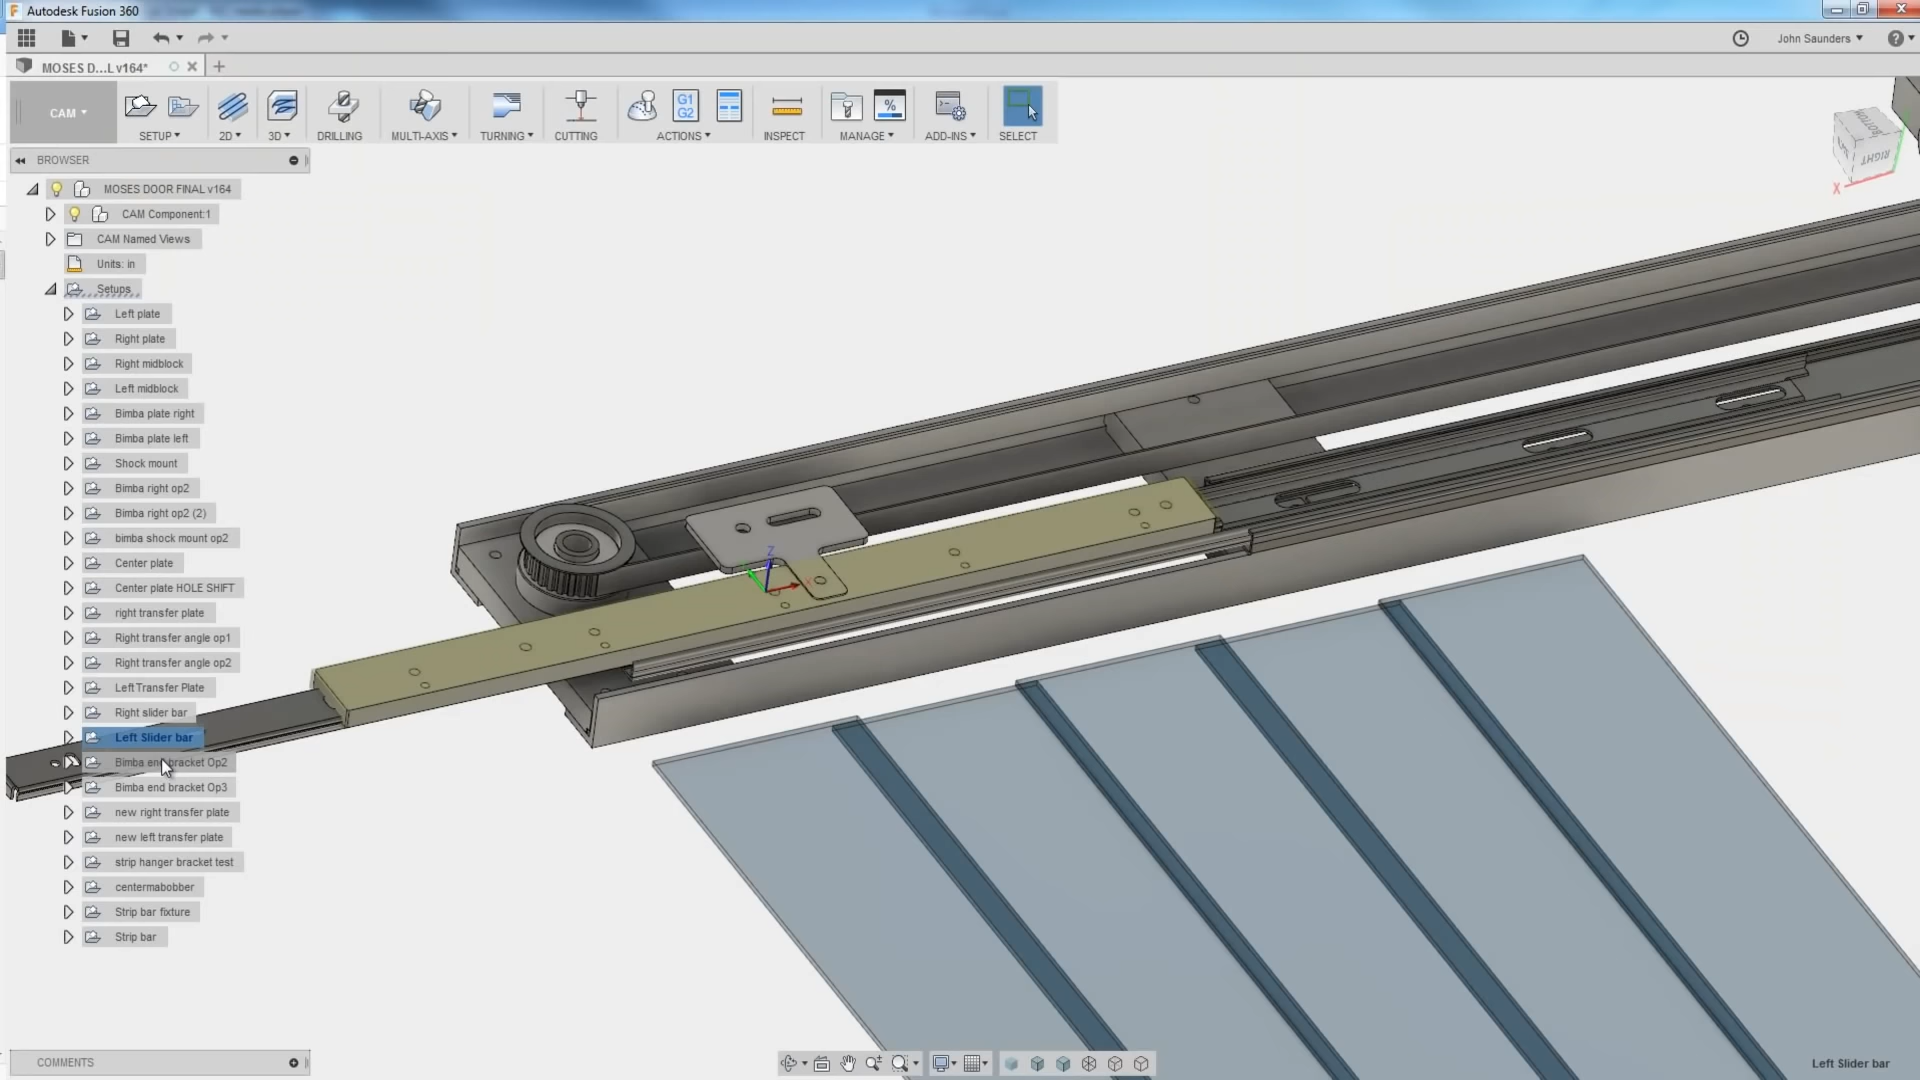 Autodesk Fusion 360
John Saunders
MOSES D...L v164*
CAM
G1
G2
%
SETUP
2D
3D
DRILLING
MULTI-AXIS
TURNING
CUTTING
ACTIONS
INSPECT
MANAGE
ADD-INS
SELECT
BOTTOM
RIGHT
X
BROWSER
MOSES DOOR FINAL v164
CAM Component:1
CAM Named Views
Units: in
Setups
Left plate
Right plate
Right midblock
Left midblock
Bimba plate right
Bimba plate left
Shock mount
Bimba right op2
Bimba right op2 (2)
bimba shock mount op2
Center plate
Center plate HOLE SHIFT
right transfer plate
Right transfer angle op1
Right transfer angle op2
Left Transfer Plate
Right slider bar
Left Slider bar
Bimba end bracket Op2
Bimba end bracket Op3
new right transfer plate
new left transfer plate
strip hanger bracket test
centermabobber
Strip bar fixture
Strip bar
Z
COMMENTS
Left Slider bar